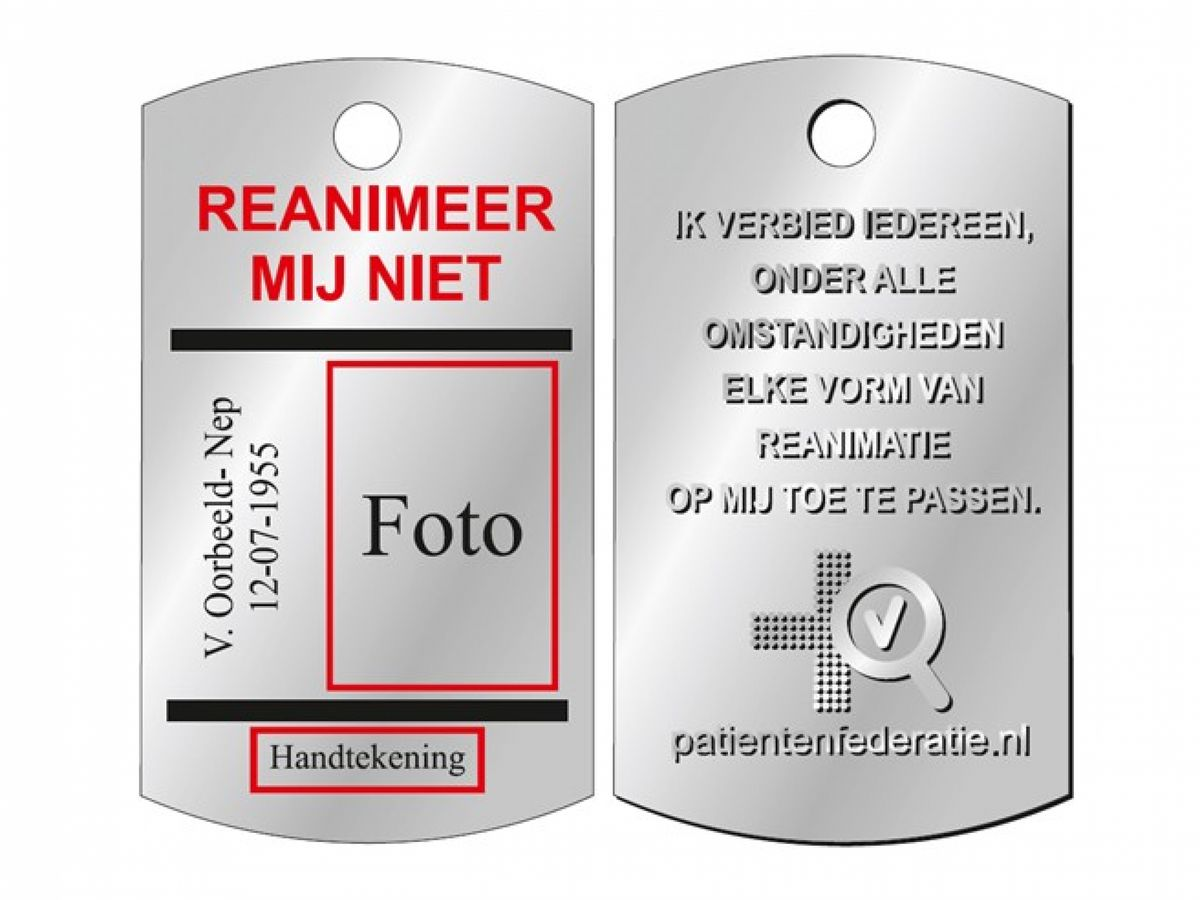 REANIMEER
MIJ NIET
V. Oorbeeld- Nep
12-07-1955
Foto
Handtekening
IK VERBIED IEDEREEN,
ONDER ALLE
OMSTANDIGHEDEN
ELKE VORM VAN
REANIMATIE
OP MIJ TOE TE PASSEN.
patientenfederatie.nl